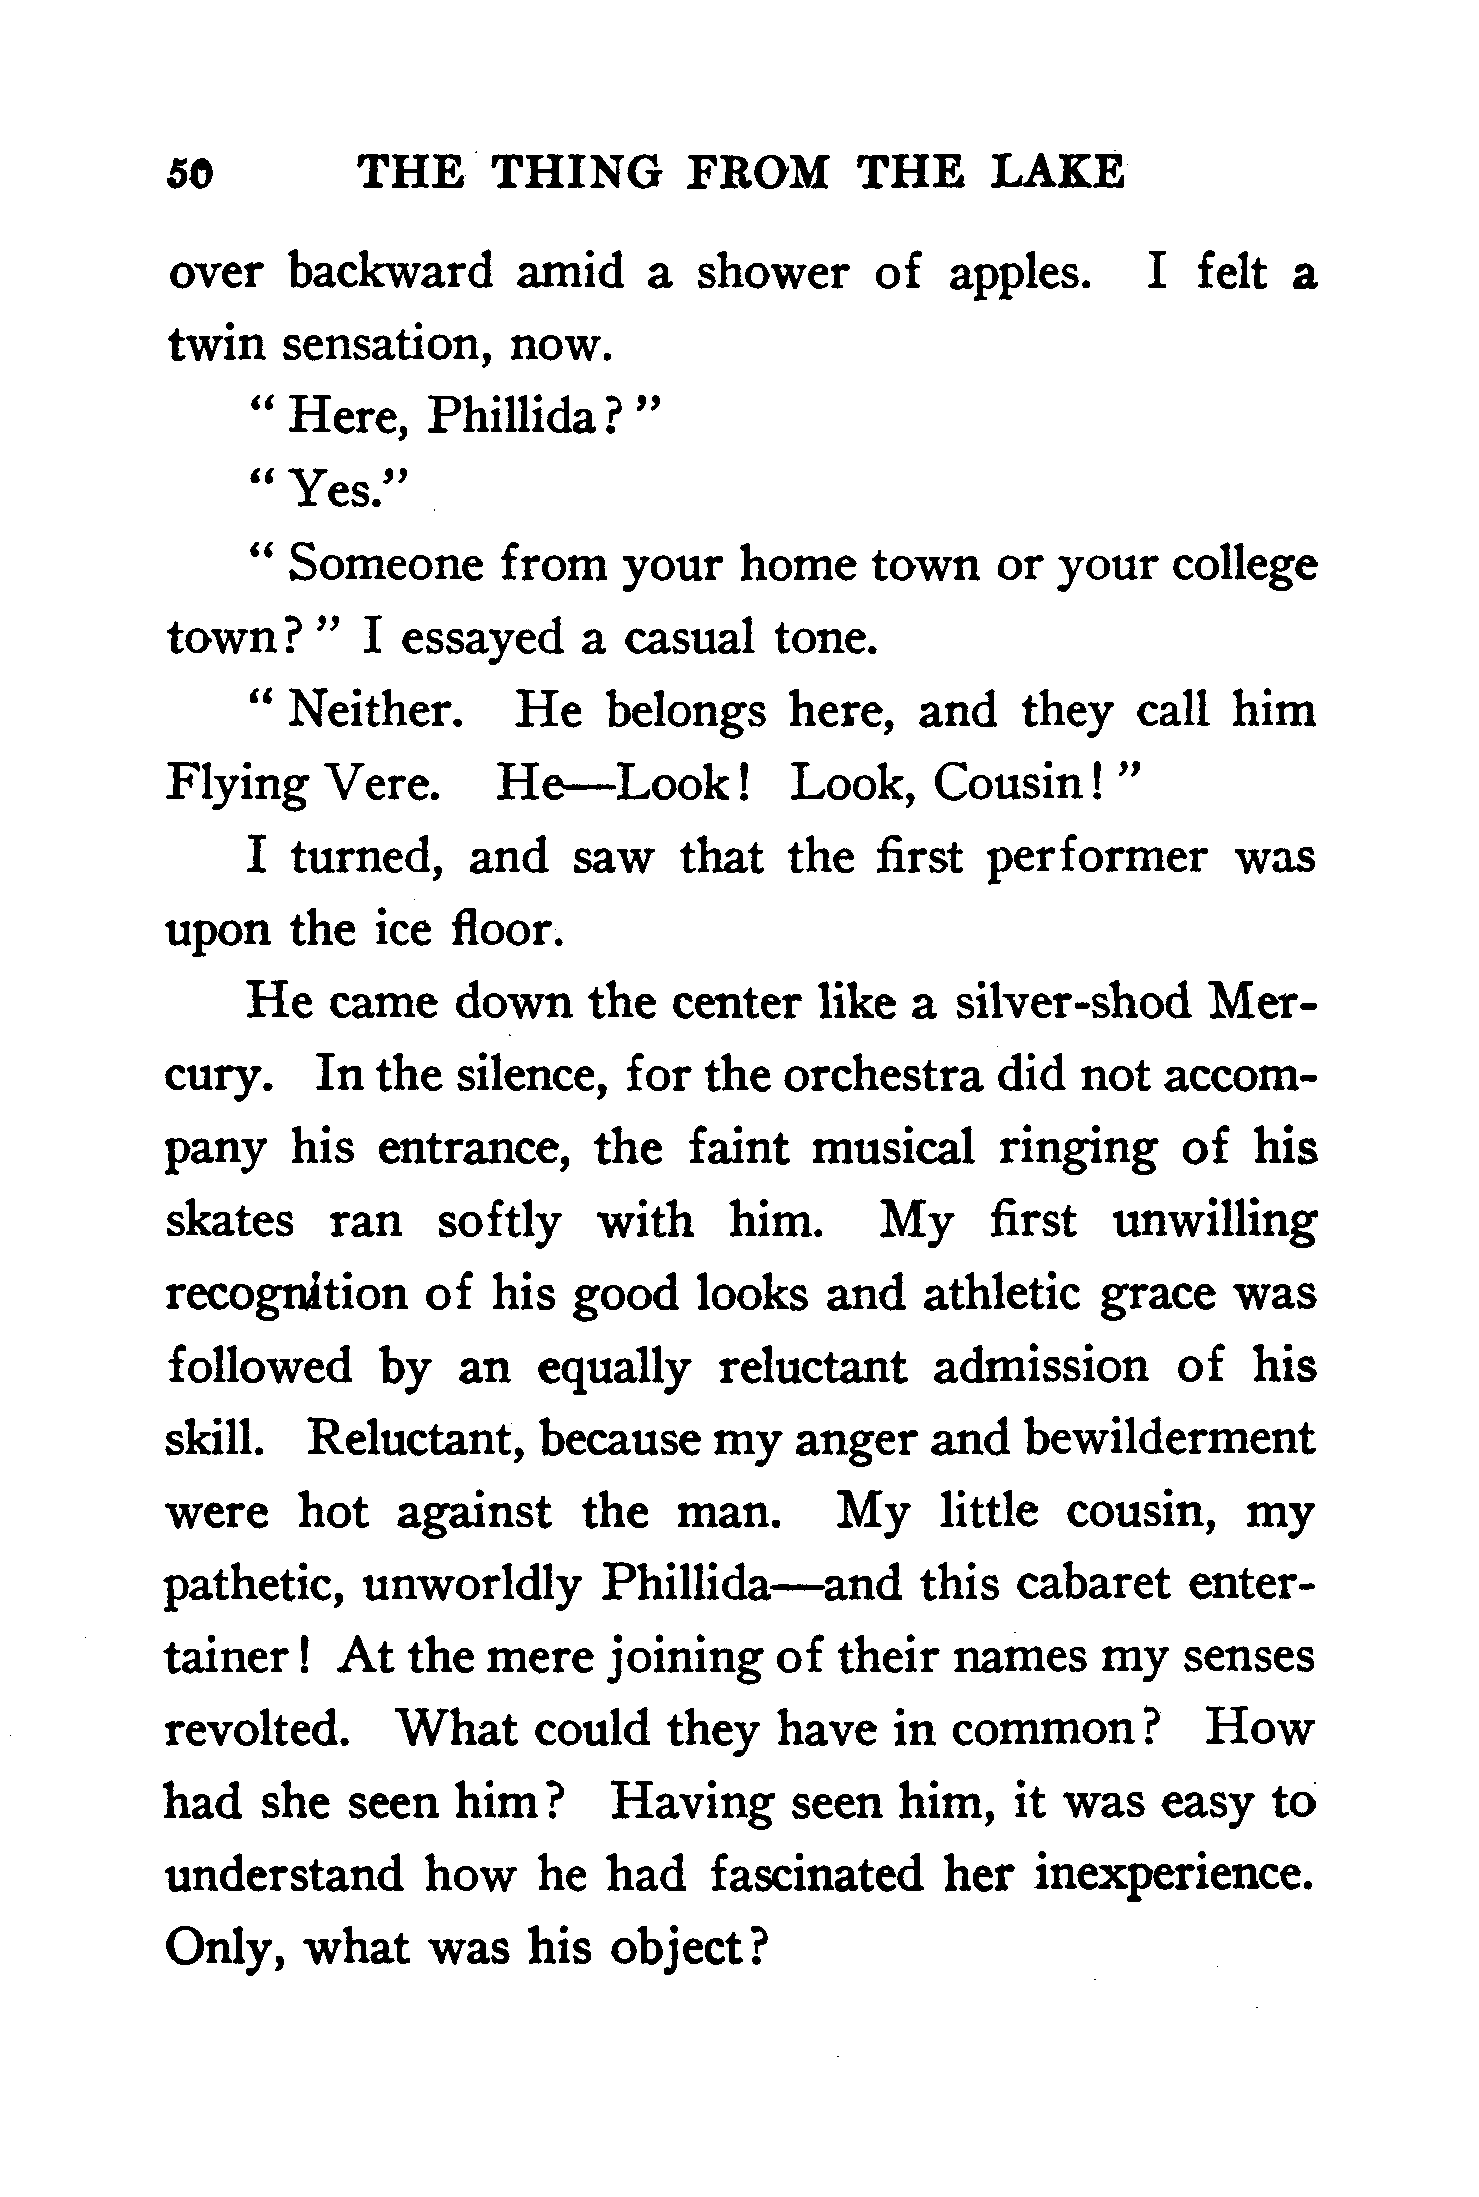 50 THE THING FROM THE LAKE
over backward amid a shower of apples. I felt a
twin sensation, now.
“ Here, Phillida? ”
“ Yes.”
“ Someone from your home town or your college
town? ” I essayed a casual tone.
“ Neither. He belongs here, and they call him
Flying Vere. He—Look! Look, Cousin! ”
I turned, and saw that the first performer was
upon the ice floor.
He came down the center like a silver-shod Mer-
cury. In the silence, for the orchestra did not accom-
pany his entrance, the faint musical ringing of his
skates ran softly with him. My first unwilling
recognition of his good looks and athletic grace was
followed by an equally reluctant admission of his
skill. Reluctant, because my anger and bewilderment
were hot against the man. My little cousin, my
pathetic, unworldly Phillida—and this cabaret enter-
tainer! At the mere joining of their names my senses
revolted. What could they have in common? How
had she seen him? Having seen him, it was easy to
understand how he had fascinated her inexperience.
Only, what was his object?